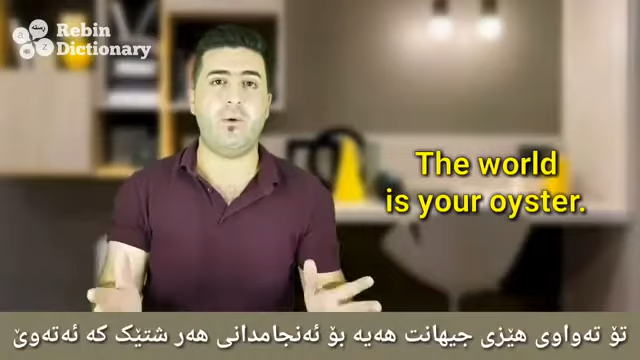 Rebin
Dictionary
The world
is your oyster.
تۆ تەواوی هێزی جیهانت هەیە بۆ ئەنجامدانی هەر شتێک کە ئەتەوێ